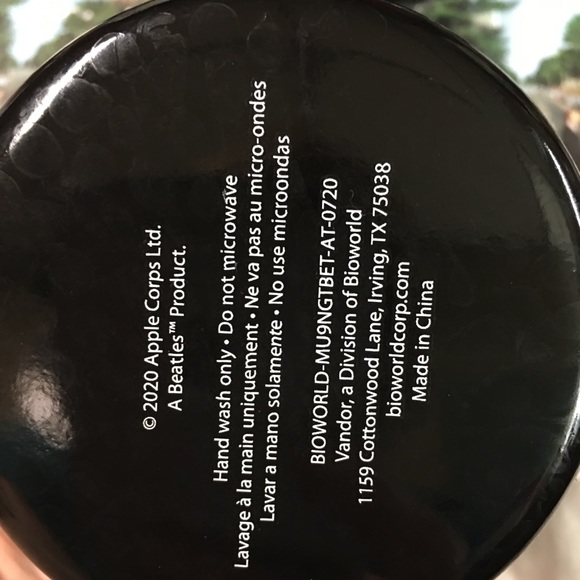 © 2020 Apple Corps Ltd.
A Beatles™ Product.
Hand wash only • Do not microwave
Lavage à la main uniquement • Ne va pas au micro-ondes
Lavar a mano solamente • No use microondas
BIOWORLD-MU9NGTBET-AT-0720
Vandor, a Division of Bioworld
1159 Cottonwood Lane, Irving, TX 75038
bioworldcorp.com
Made in China